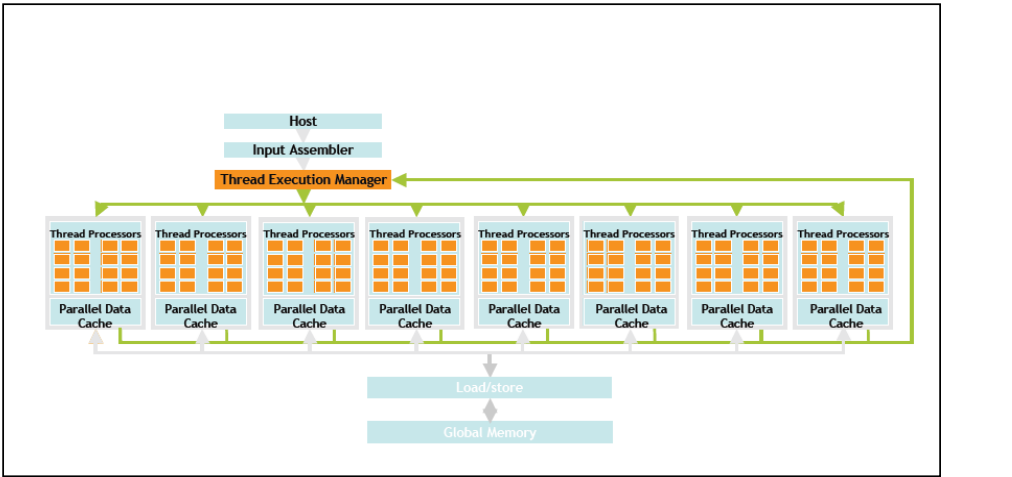 Host
Input Assembler
Thread Execution Manager
Thread Processors
Thread Processors
Thread Processors
Thread Processors
Thread Processors
Thread Processors
Thread Processors
Thread Processors
Parallel Data
Cache
Parallel Data
Cache
Parallel Data
Cache
Parallel Data
Cache
Parallel Data
Cache
Parallel Data
Cache
Parallel Data
Cache
Parallel Data
Cache
Load/store
Global Memory